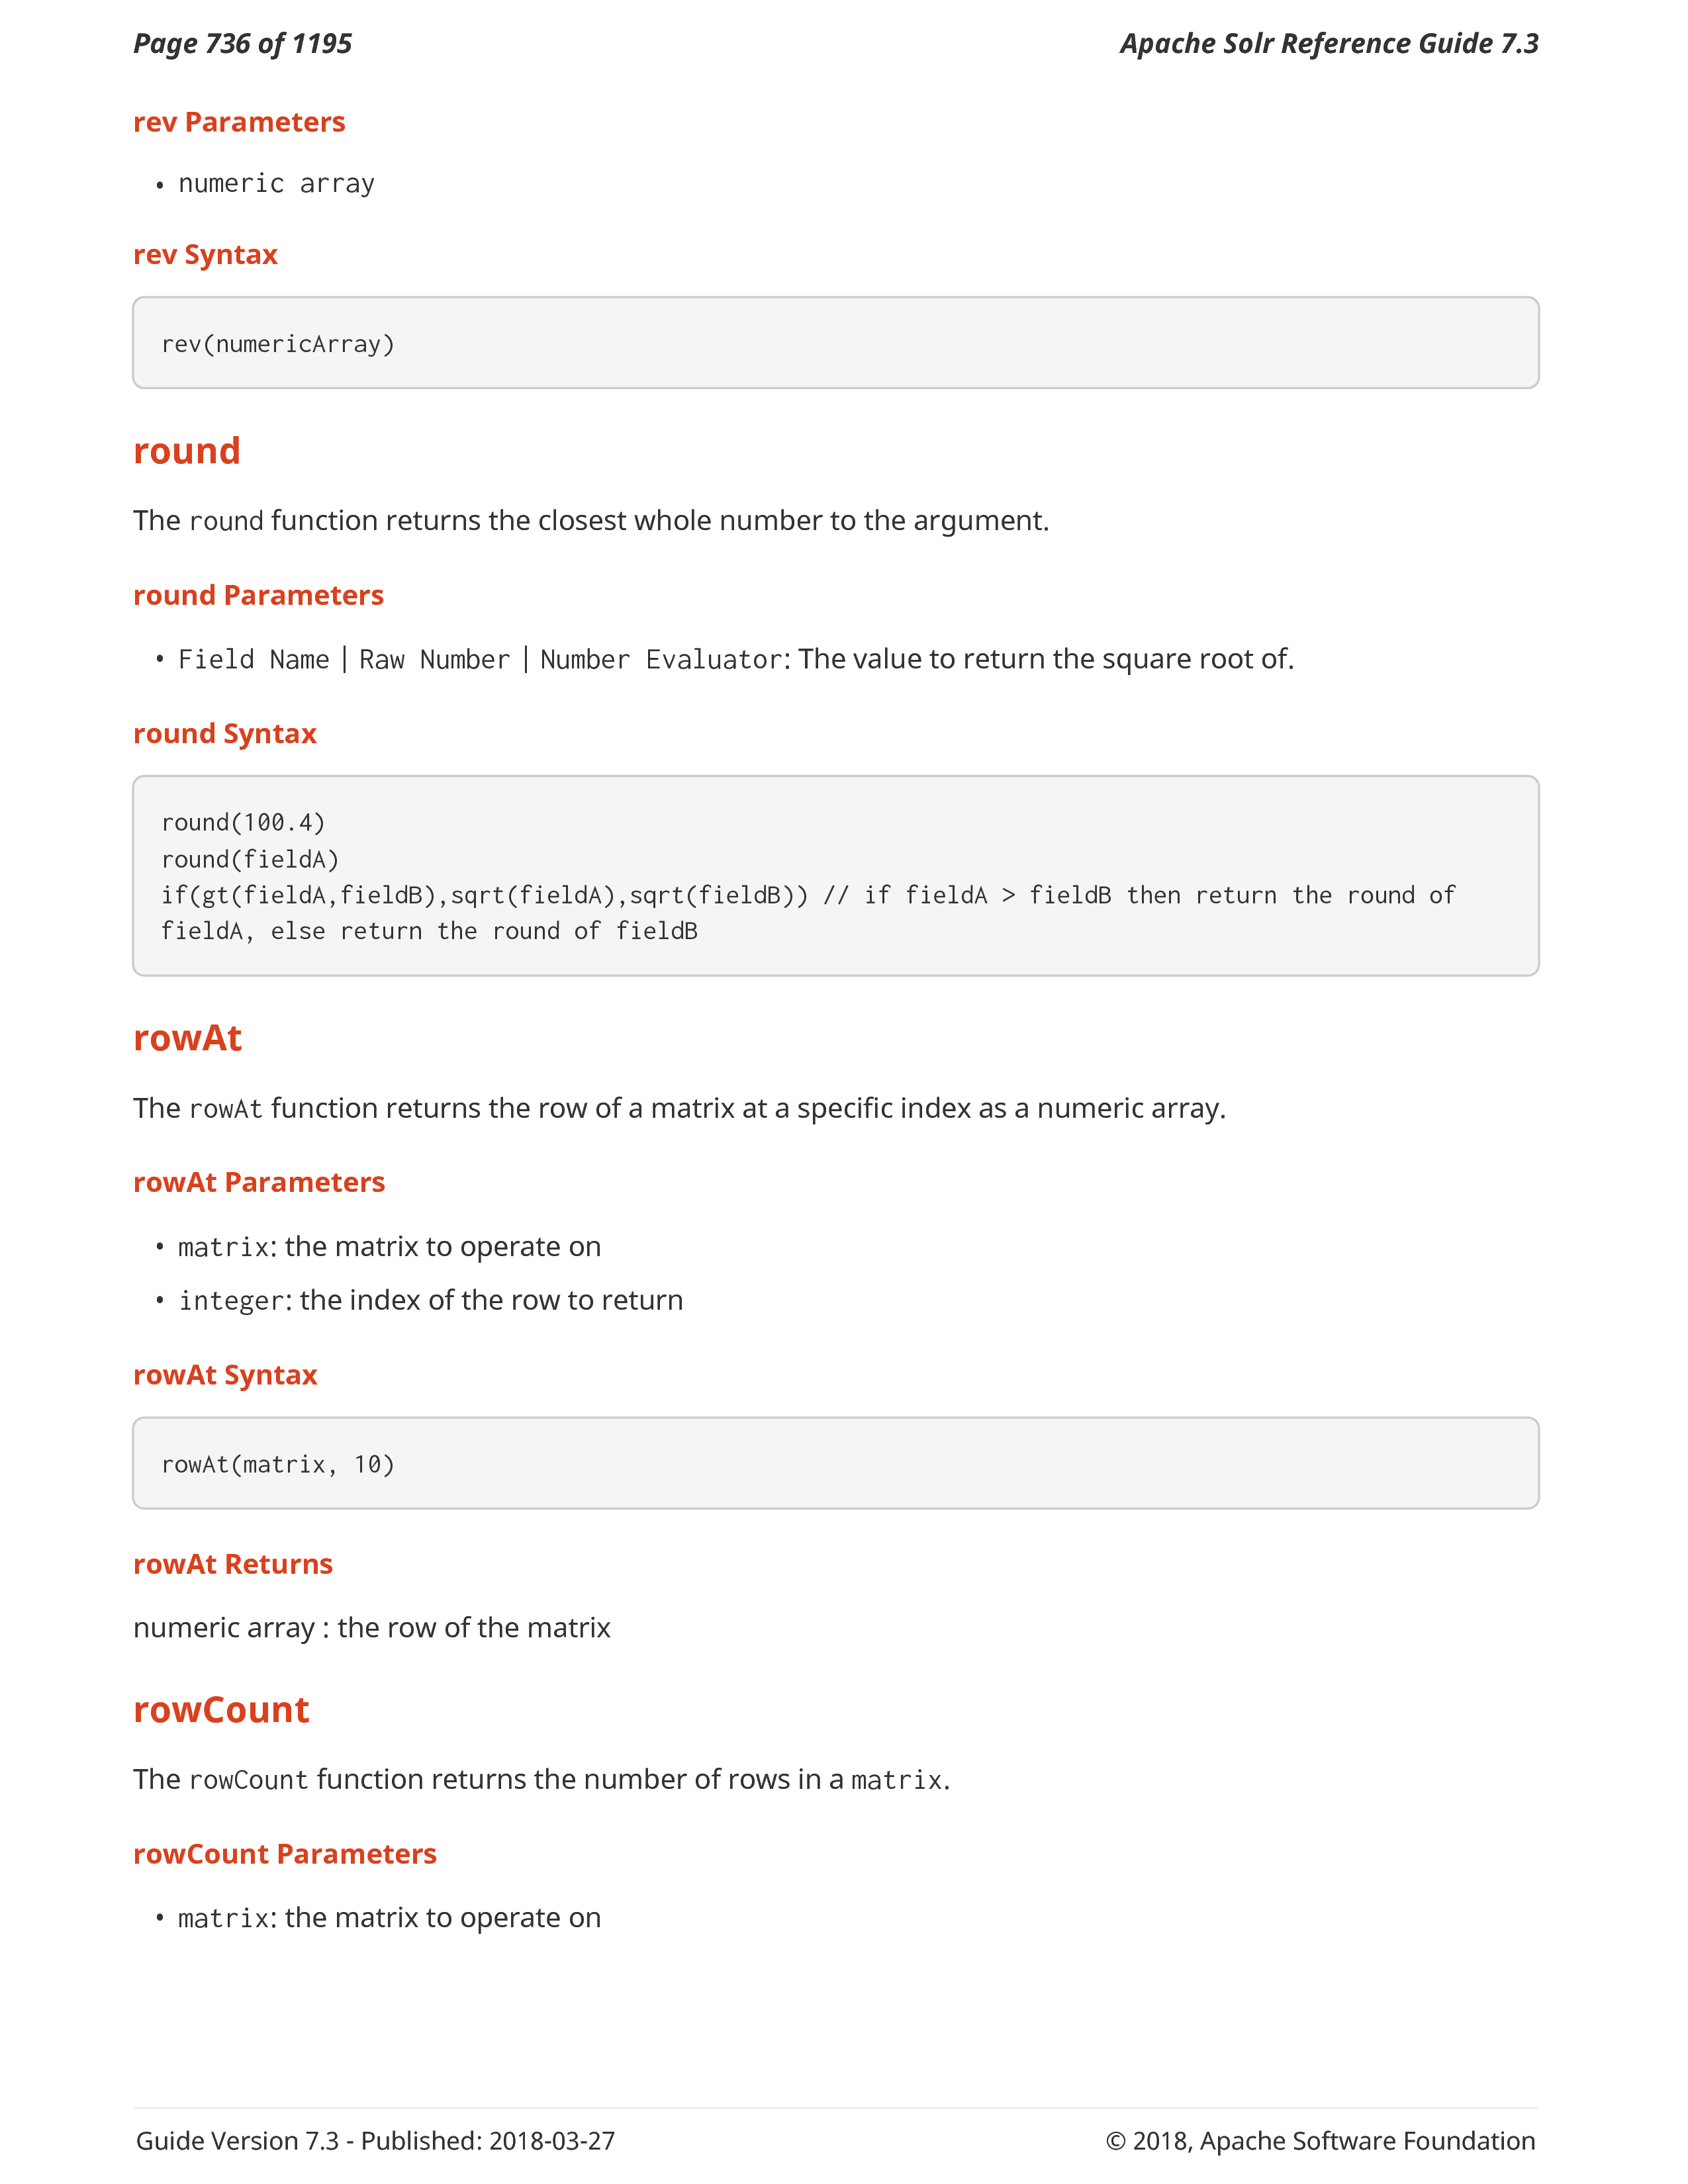 Page 736 of 1195
Apache Solr Reference Guide 7.3
rev Parameters
• numeric array
rev Syntax
rev(numericArray)
round
The round function returns the closest whole number to the argument.
round Parameters
• Field Name | Raw Number | Number Evaluator: The value to return the square root of.
round Syntax
round(100.4)
round(fieldA)
if(gt(fieldA,fieldB),sqrt(fieldA),sqrt(fieldB)) // if fieldA > fieldB then return the round of
fieldA, else return the round of fieldB
rowAt
The rowAt function returns the row of a matrix at a specific index as a numeric array.
rowAt Parameters
• matrix: the matrix to operate on
• integer: the index of the row to return
rowAt Syntax
rowAt(matrix, 10)
rowAt Returns
numeric array : the row of the matrix
rowCount
The rowCount function returns the number of rows in a matrix.
rowCount Parameters
• matrix: the matrix to operate on
Guide Version 7.3 - Published: 2018-03-27
© 2018, Apache Software Foundation